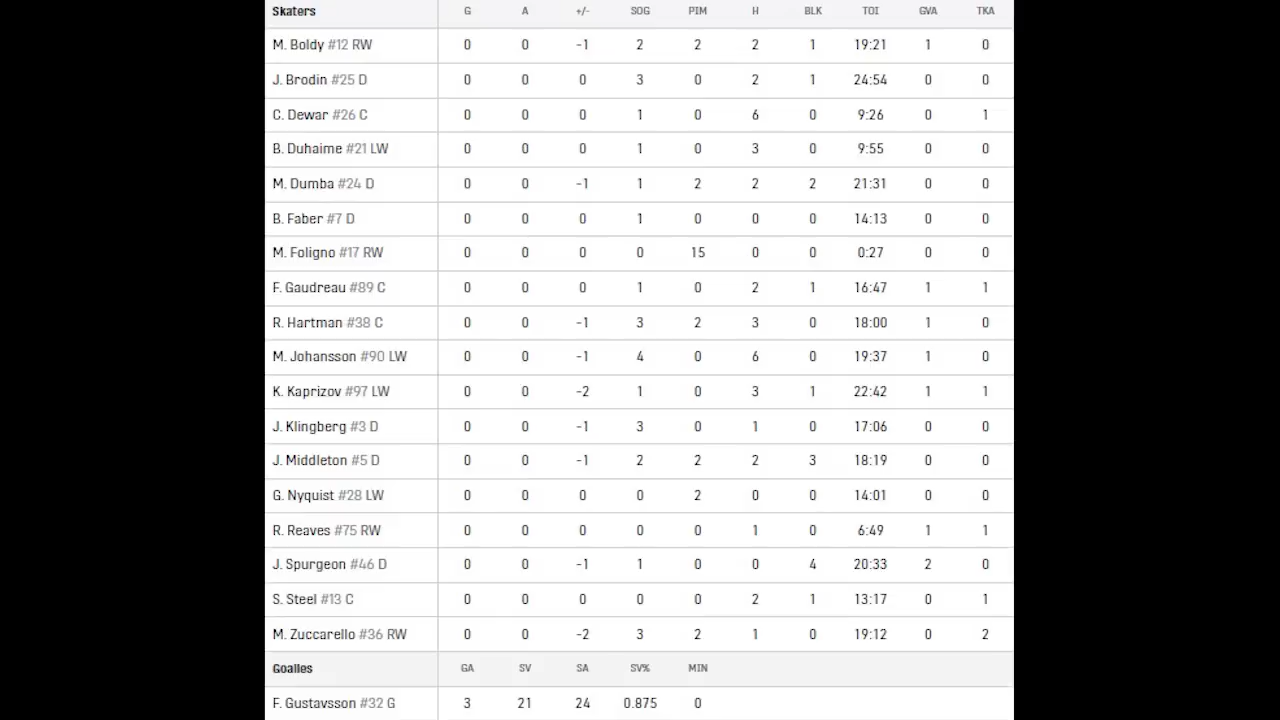 Skaters G A +/- SOG PIM H BLK TOI GVA TKA
M. Boldy #12 RW 0 0 -1 2 2 2 1 19:21 1 0
J. Brodin #25 D 0 0 0 3 0 2 1 24:54 0 0
C. Dewar #26 C 0 0 0 1 0 6 0 9:26 0 1
B. Duhaime #21 LW 0 0 0 1 0 3 0 9:55 0 0
M. Dumba #24 D 0 0 -1 1 2 2 2 21:31 0 0
B. Faber #7 D 0 0 0 1 0 0 0 14:13 0 0
M. Foligno #17 RW 0 0 0 0 15 0 0 0:27 0 0
F. Gaudreau #89 C 0 0 0 1 0 2 1 16:47 1 1
R. Hartman #38 C 0 0 -1 3 2 3 0 18:00 1 0
M. Johansson #90 LW 0 0 -1 4 0 6 0 19:37 1 0
K. Kaprizov #97 LW 0 0 -2 1 0 3 1 22:42 1 1
J. Klingberg #3 D 0 0 -1 3 0 1 0 17:06 0 0
J. Middleton #5 D 0 0 -1 2 2 2 3 18:19 0 0
G. Nyquist #28 LW 0 0 0 0 2 0 0 14:01 0 0
R. Reaves #75 RW 0 0 0 0 0 1 0 6:49 1 1
J. Spurgeon #46 D 0 0 -1 1 0 0 4 20:33 2 0
S. Steel #13 C 0 0 0 0 0 2 1 13:17 0 1
M. Zuccarello #36 RW 0 0 -2 3 2 1 0 19:12 0 2
Goalies GA SV SA SV% MIN
F. Gustavsson #32 G 3 21 24 0.875 0